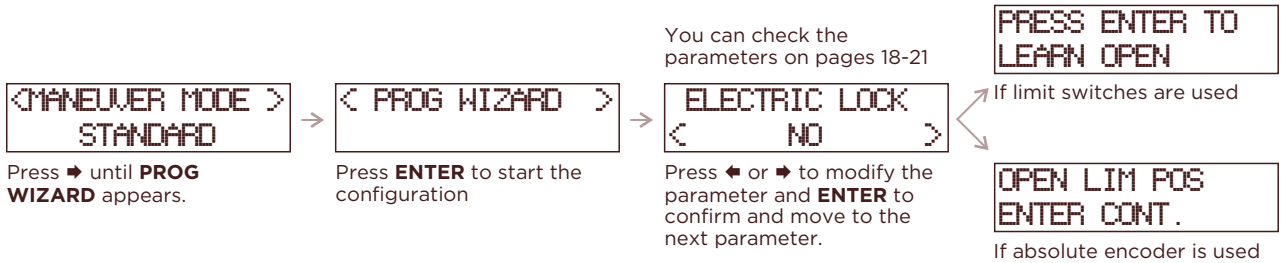 <MANEUVER MODE >
STANDARD
Press ➡ until PROG
WIZARD appears.
< PROG WIZARD >
Press ENTER to start the
configuration
You can check the
parameters on pages 18-21
ELECTRIC LOCK
< NO >
Press ⬅ or ➡ to modify the
parameter and ENTER to
confirm and move to the
next parameter.
PRESS ENTER TO
LEARN OPEN
If limit switches are used
OPEN LIM POS
ENTER CONT.
If absolute encoder is used